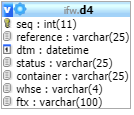 ifw.d4
seq : int(11)
reference : varchar(25)
dtm : datetime
status : varchar(25)
container : varchar(25)
whse : varchar(4)
ftx : varchar(100)